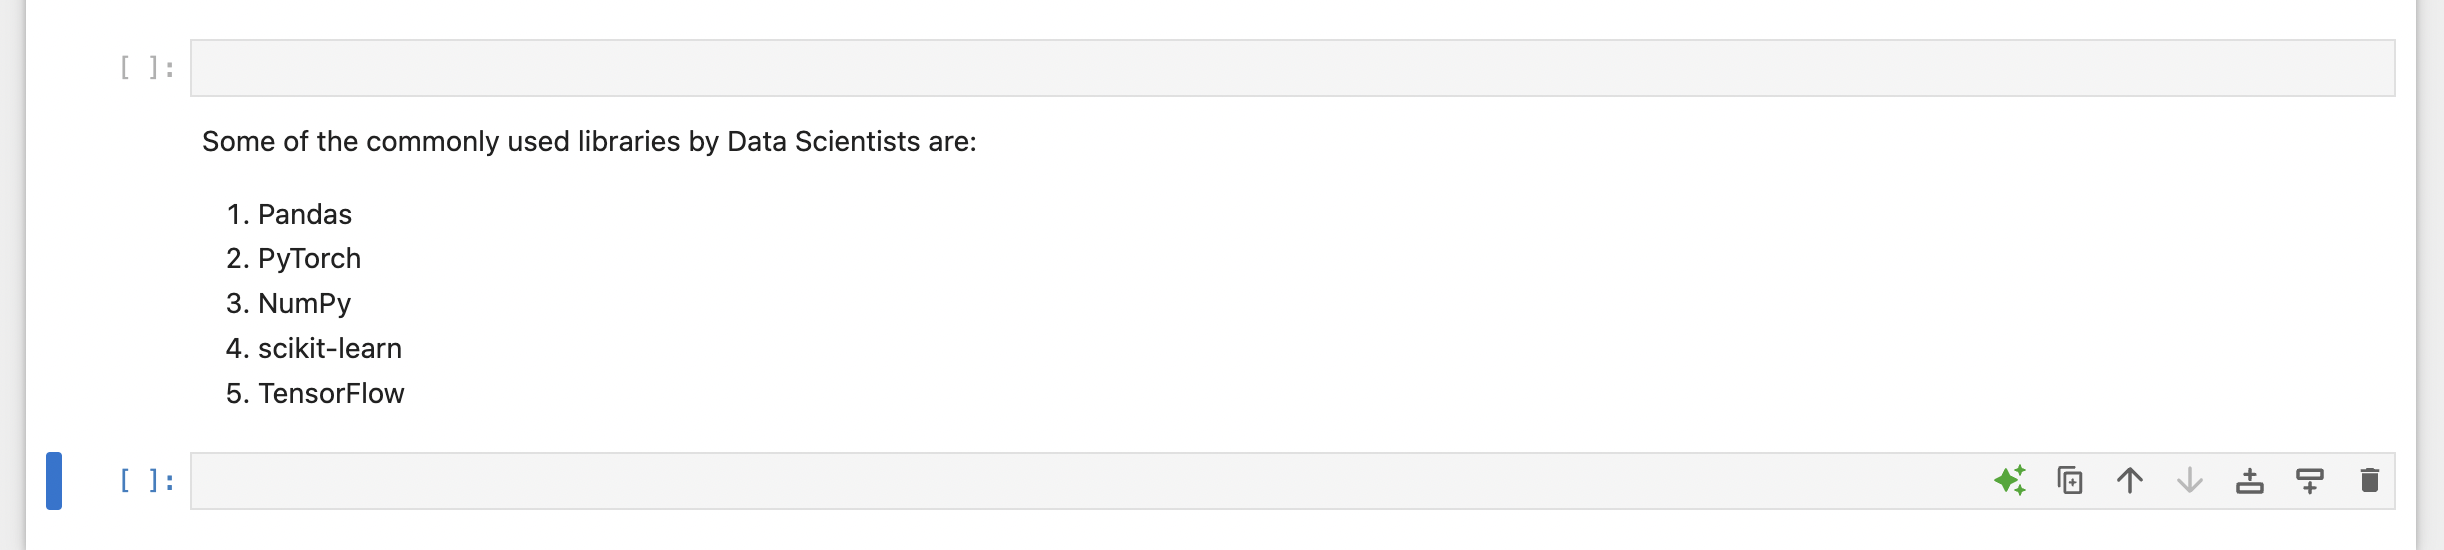 [ ]:
Some of the commonly used libraries by Data Scientists are:
1. Pandas
2. PyTorch
3. NumPy
4. scikit-learn
5. TensorFlow
[ ]: